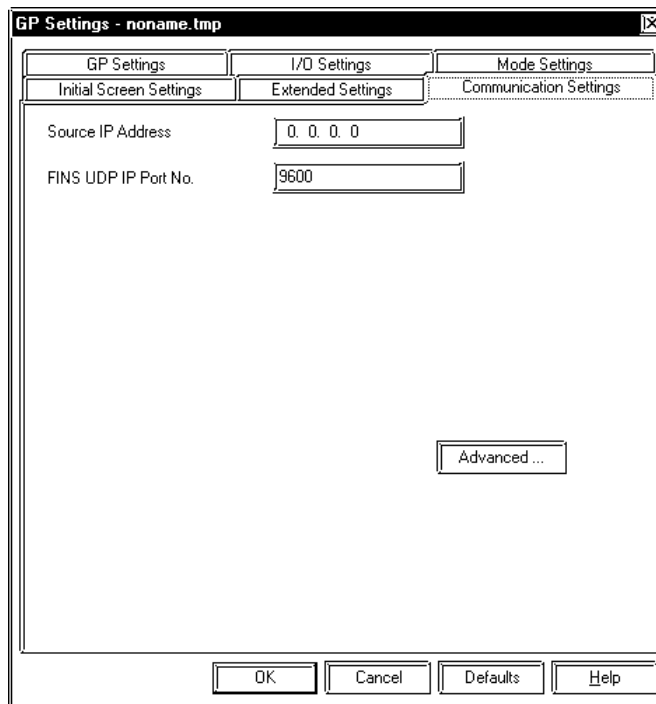 GP Settings - noname.tmp
GP Settings I/O Settings Mode Settings
Initial Screen Settings Extended Settings Communication Settings
Source IP Address 0. 0. 0. 0
FINS UDP IP Port No. 9600
Advanced ...
OK Cancel Defaults Help